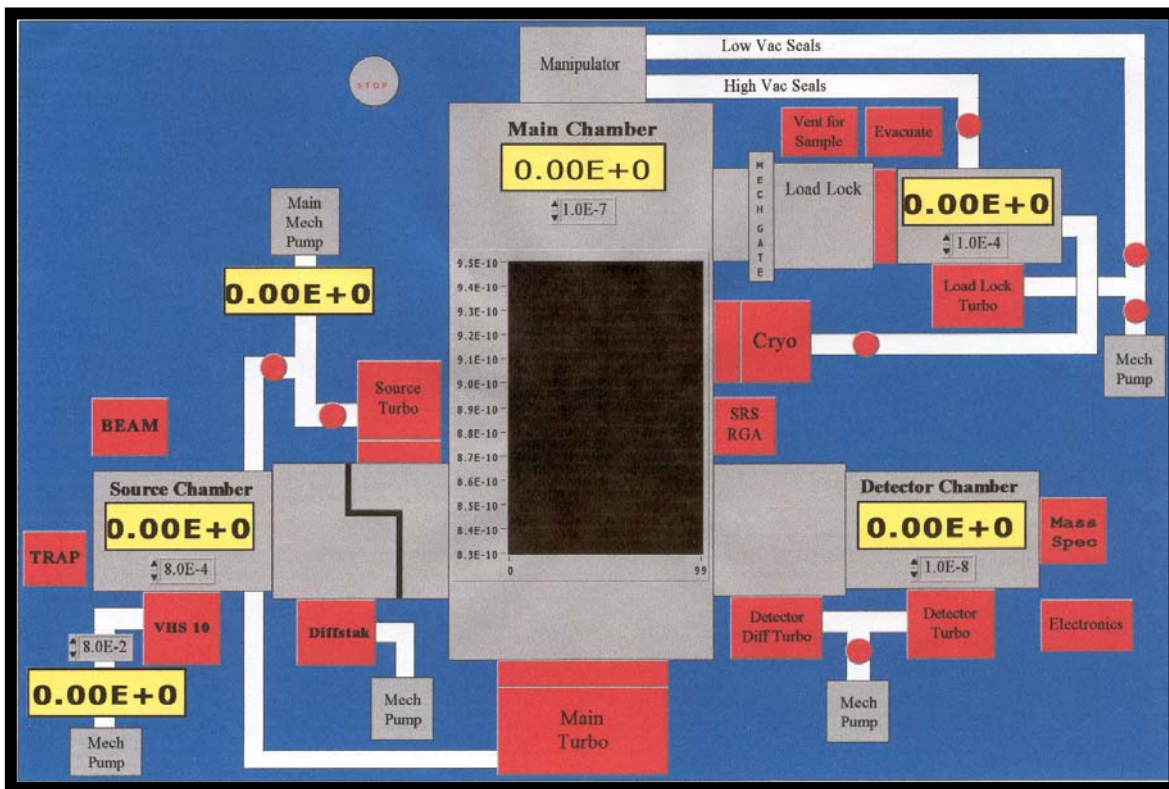 Low Vac Seals
Manipulator
STOP
High Vac Seals
Main Chamber
0.00E+0
1.0E-7
Vent for
Sample
Evacuate
MECH GATE
Load Lock
0.00E+0
1.0E-4
Main
Mech
Pump
0.00E+0
Load Lock
Turbo
Mech
Pump
9.5E-10
9.4E-10
9.3E-10
9.2E-10
9.1E-10
9.0E-10
8.9E-10
8.8E-10
8.7E-10
8.6E-10
8.5E-10
8.4E-10
8.3E-10
0
99
Cryo
Source
Turbo
SRS
RGA
BEAM
Source Chamber
0.00E+0
8.0E-4
Detector Chamber
0.00E+0
1.0E-8
Mass
Spec
TRAP
VHS 10
8.0E-2
0.00E+0
Mech
Pump
Diffstak
Mech
Pump
Detector
Diff Turbo
Detector
Turbo
Electronics
Main
Turbo
Mech
Pump